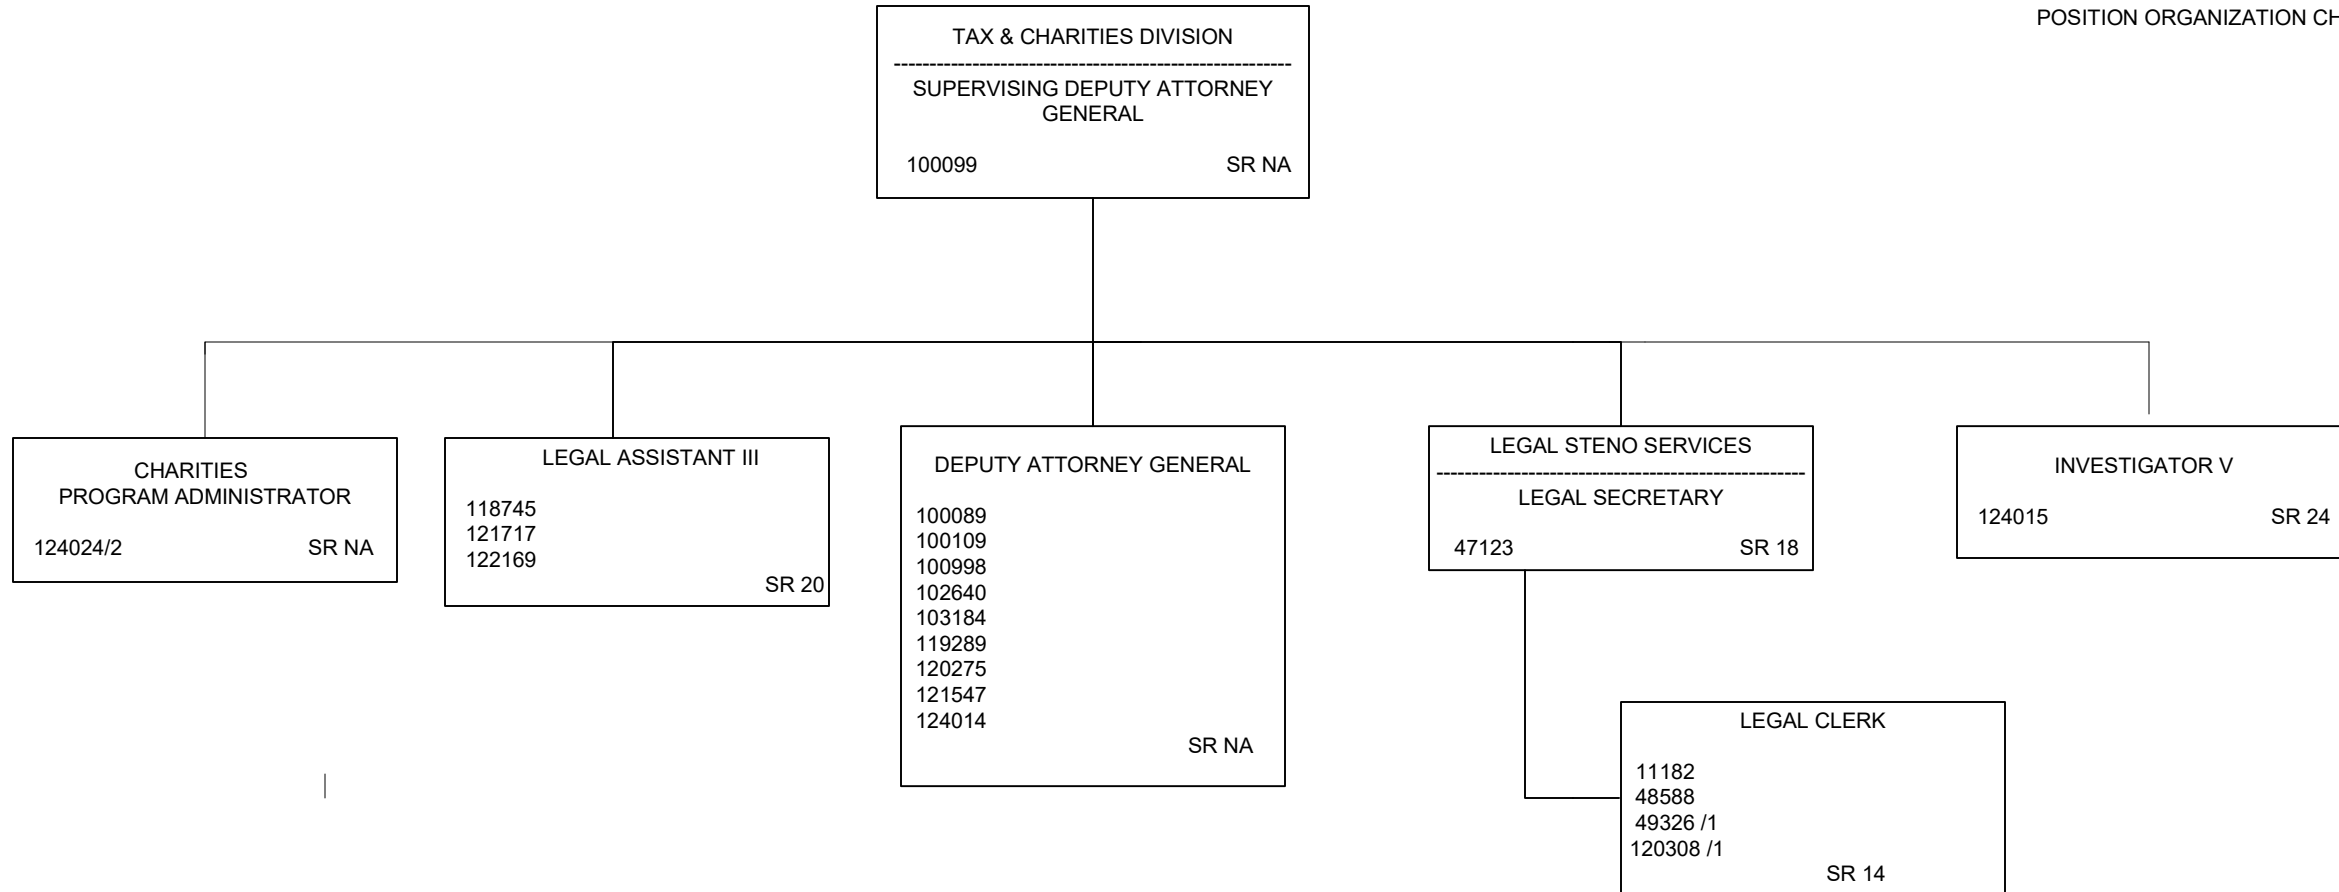 POSITION ORGANIZATION CH
TAX & CHARITIES DIVISION
--------------------------------------------------------
SUPERVISING DEPUTY ATTORNEY
GENERAL
100099 SR NA
CHARITIES
PROGRAM ADMINISTRATOR
124024/2 SR NA
LEGAL ASSISTANT III
118745
121717
122169
SR 20
DEPUTY ATTORNEY GENERAL
100089
100109
100998
102640
103184
119289
120275
121547
124014
SR NA
LEGAL STENO SERVICES
----------------------------------------------------
LEGAL SECRETARY
47123 SR 18
INVESTIGATOR V
124015 SR 24
LEGAL CLERK
11182
48588
49326 /1
120308 /1
SR 14